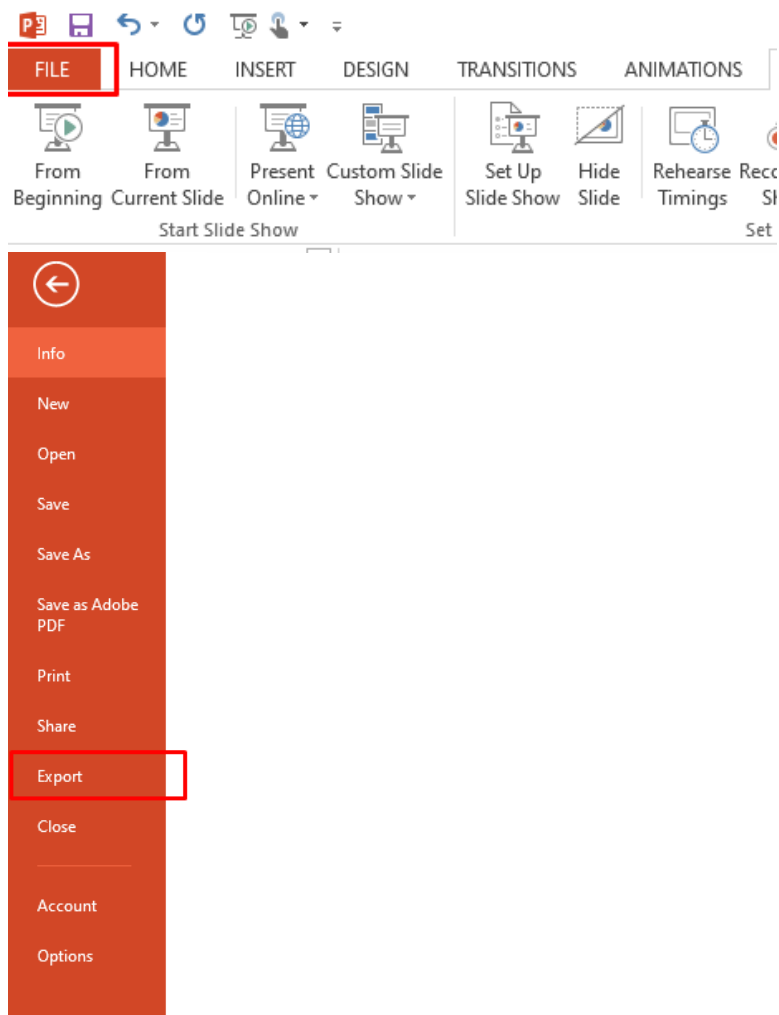 FILE HOME INSERT DESIGN TRANSITIONS ANIMATIONS
From From Present Custom Slide Set Up Hide Rehearse
Beginning Current Slide Online Show Slide Show Slide Timings
Start Slide Show Set
Info
New
Open
Save
Save As
Save as Adobe
PDF
Print
Share
Export
Close
Account
Options